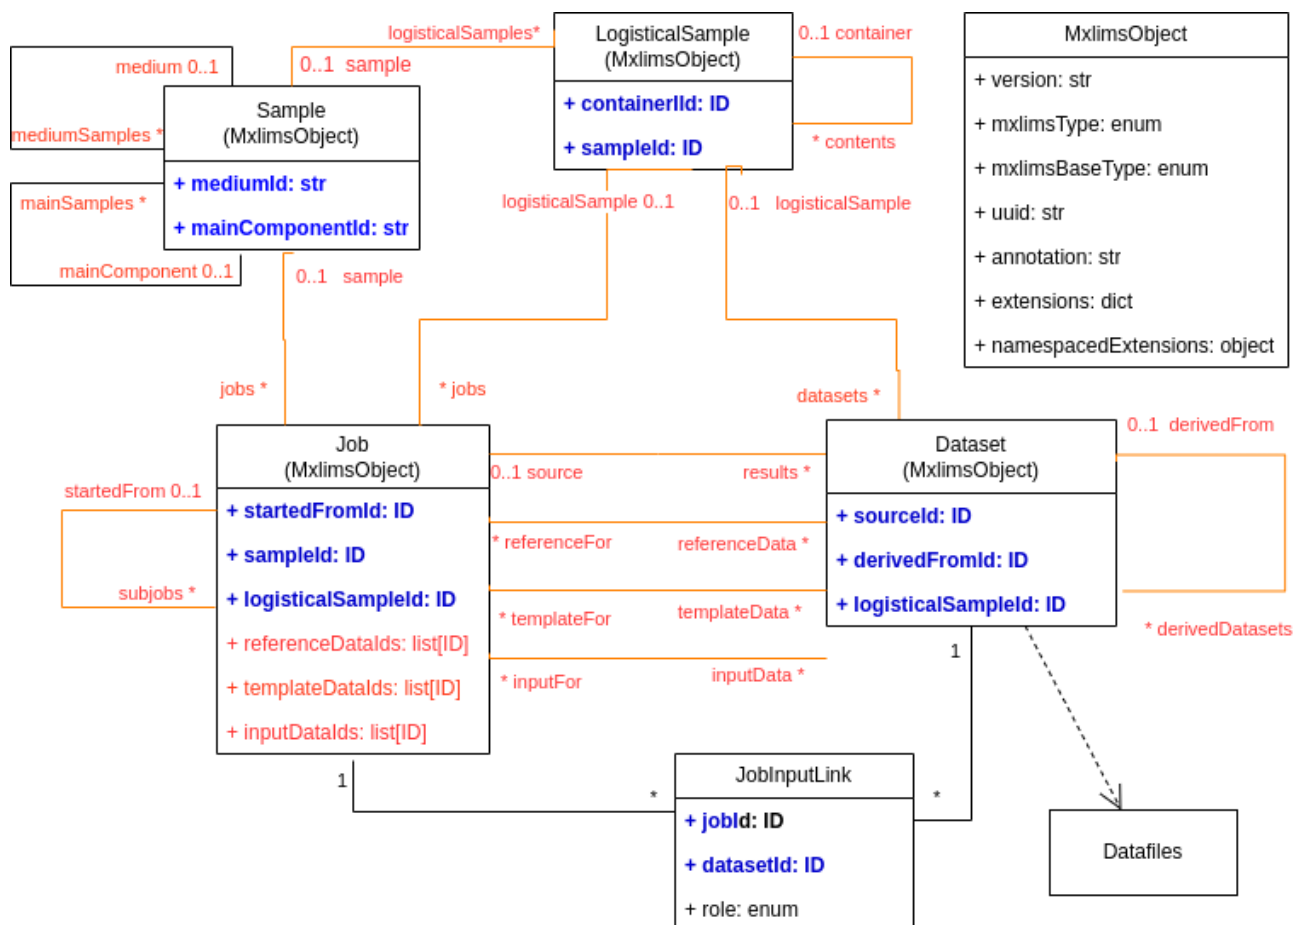 logisticalSamples*
LogisticalSample
(MxlimsObject)
+ containerIId: ID
+ sampleId: ID
0..1 container
* contents
MxlimsObject
+ version: str
+ mxlimsType: enum
+ mxlimsBaseType: enum
+ uuid: str
+ annotation: str
+ extensions: dict
+ namespacedExtensions: object
medium 0..1
0..1 sample
Sample
(MxlimsObject)
+ mediumId: str
+ mainComponentId: str
mediumSamples *
mainSamples *
mainComponent 0..1
0..1 sample
logisticalSample 0..1
0..1 logisticalSample
jobs *
* jobs
datasets *
Job
(MxlimsObject)
+ startedFromId: ID
+ sampleId: ID
+ logisticalSampleId: ID
+ referenceDataIds: list[ID]
+ templateDataIds: list[ID]
+ inputDataIds: list[ID]
startedFrom 0..1
subjobs *
0..1 source
results *
* referenceFor
referenceData *
* templateFor
templateData *
* inputFor
inputData *
Dataset
(MxlimsObject)
+ sourceId: ID
+ derivedFromId: ID
+ logisticalSampleId: ID
0..1 derivedFrom
* derivedDatasets
1
*
1
*
JobInputLink
+ jobId: ID
+ datasetId: ID
+ role: enum
Datafiles